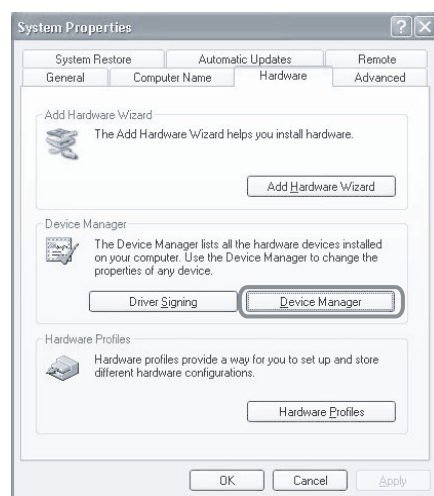 System Properties
System Restore Automatic Updates Remote
General Computer Name Hardware Advanced
Add Hardware Wizard
The Add Hardware Wizard helps you install hardware.
Add Hardware Wizard
Device Manager
The Device Manager lists all the hardware devices installed
on your computer. Use the Device Manager to change the
properties of any device.
Driver Signing Device Manager
Hardware Profiles
Hardware profiles provide a way for you to set up and store
different hardware configurations.
Hardware Profiles
OK Cancel Apply